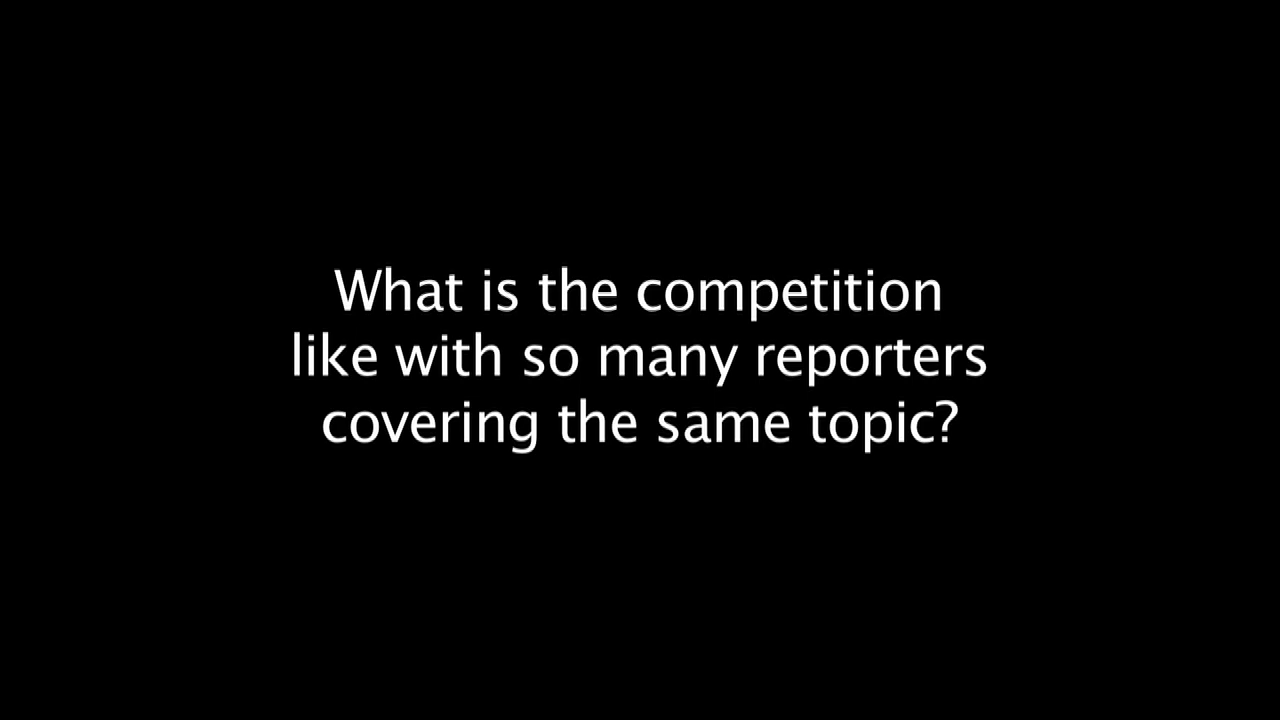 What is the competition
like with so many reporters
covering the same topic?